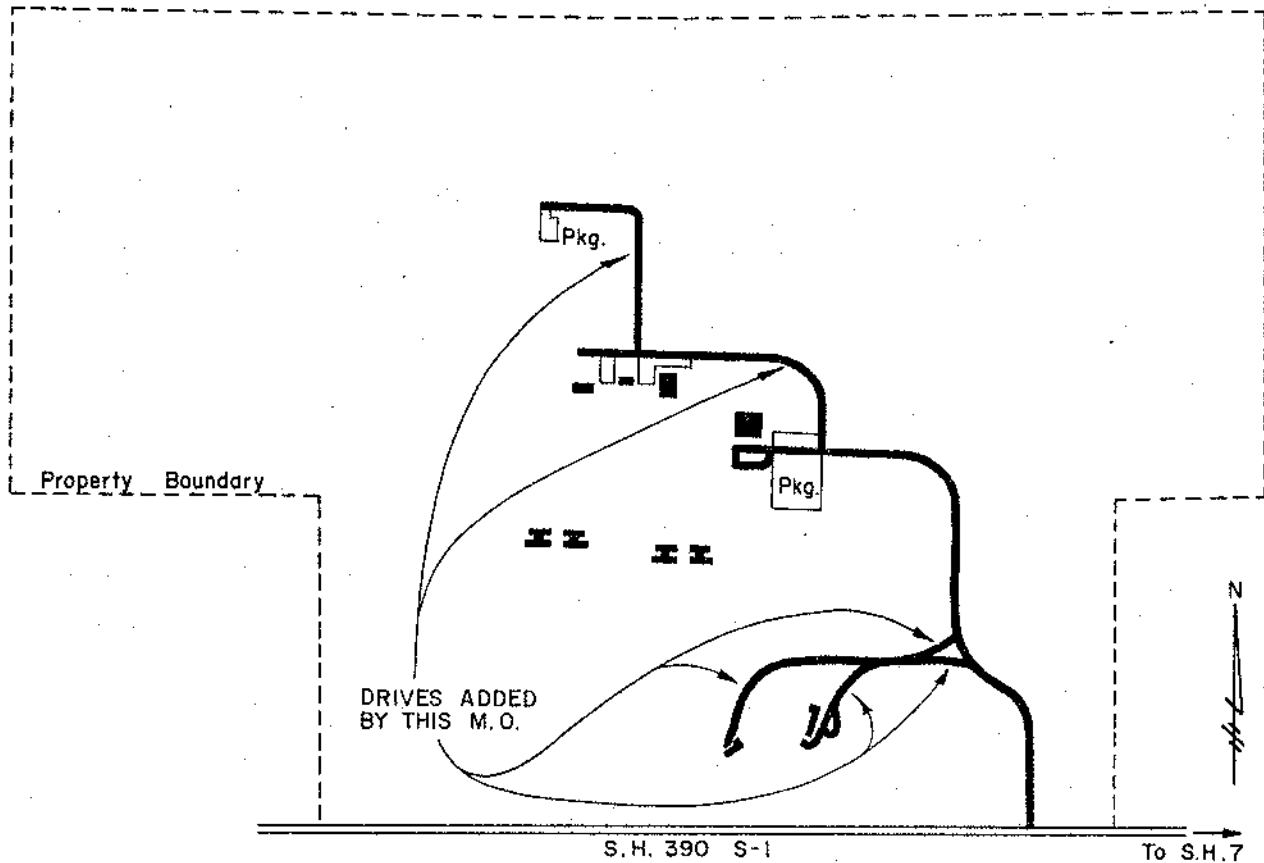 Pkg.
Property Boundary
Pkg.
N
DRIVES ADDED
BY THIS M.O.
S.H. 390 S-1
To S.H.7